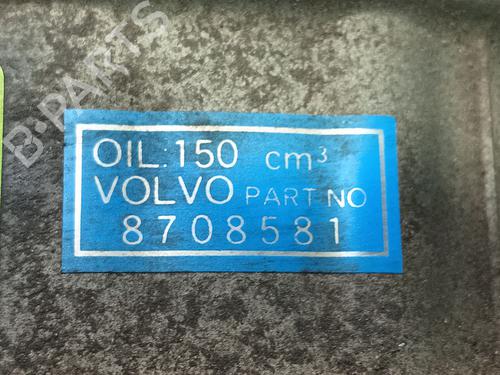 B-PARTS
OIL: 150 cm³
VOLVO PART NO
8708581